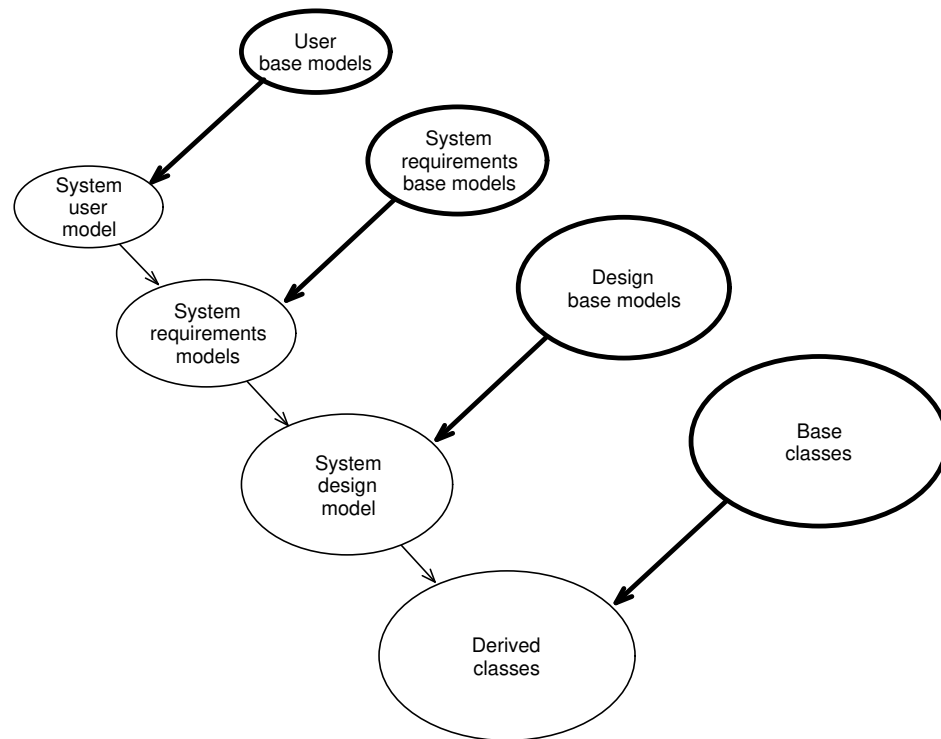 User
base models
System
requirements
base models
System
user
model
Design
base models
System
requirements
models
Base
classes
System
design
model
Derived
classes